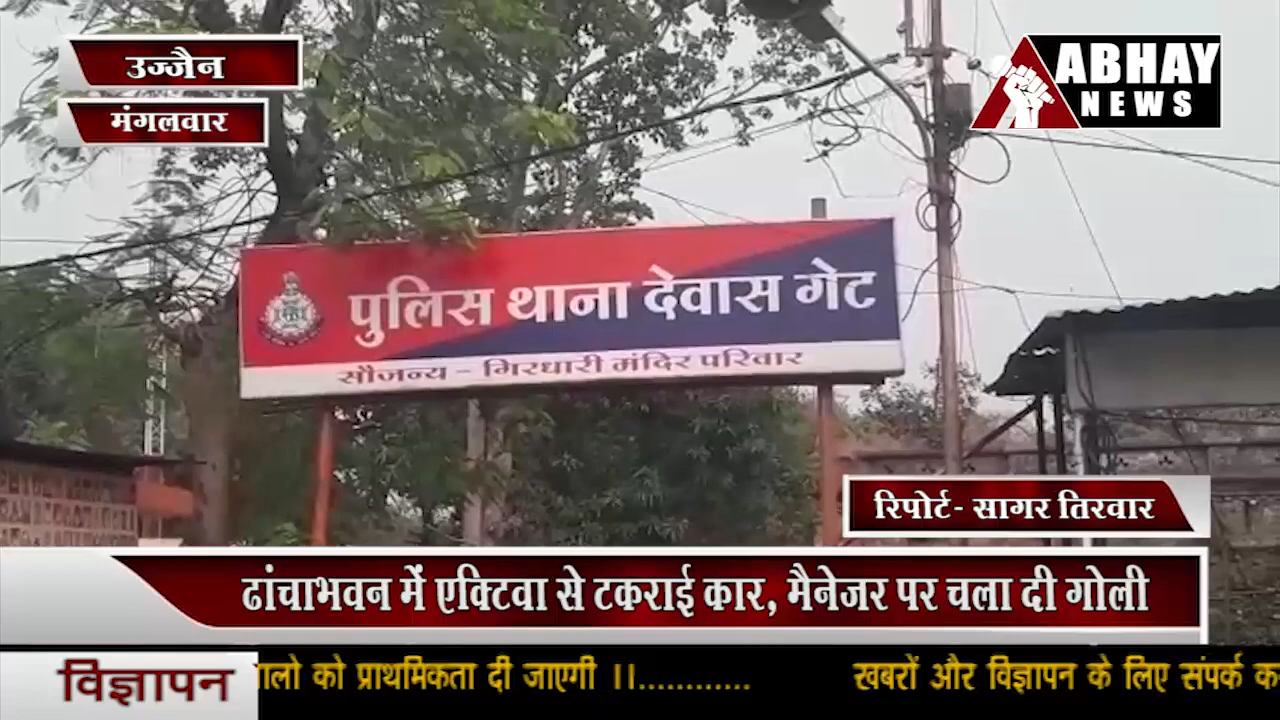 उज्जैन
मंगलवार
ABHAY
NEWS
पुलिस थाना देवास गेट
सौजन्य - गिरधारी मंदिर परिवार
रिपोर्ट- सागर तिरवार
ढांचाभवन में एक्टिवा से टकराई कार, मैनेजर पर चला दी गोली
विज्ञापन
को प्राथमिकता दी जाएगी ।।............ खबरों और विज्ञापन के लिए संपर्क